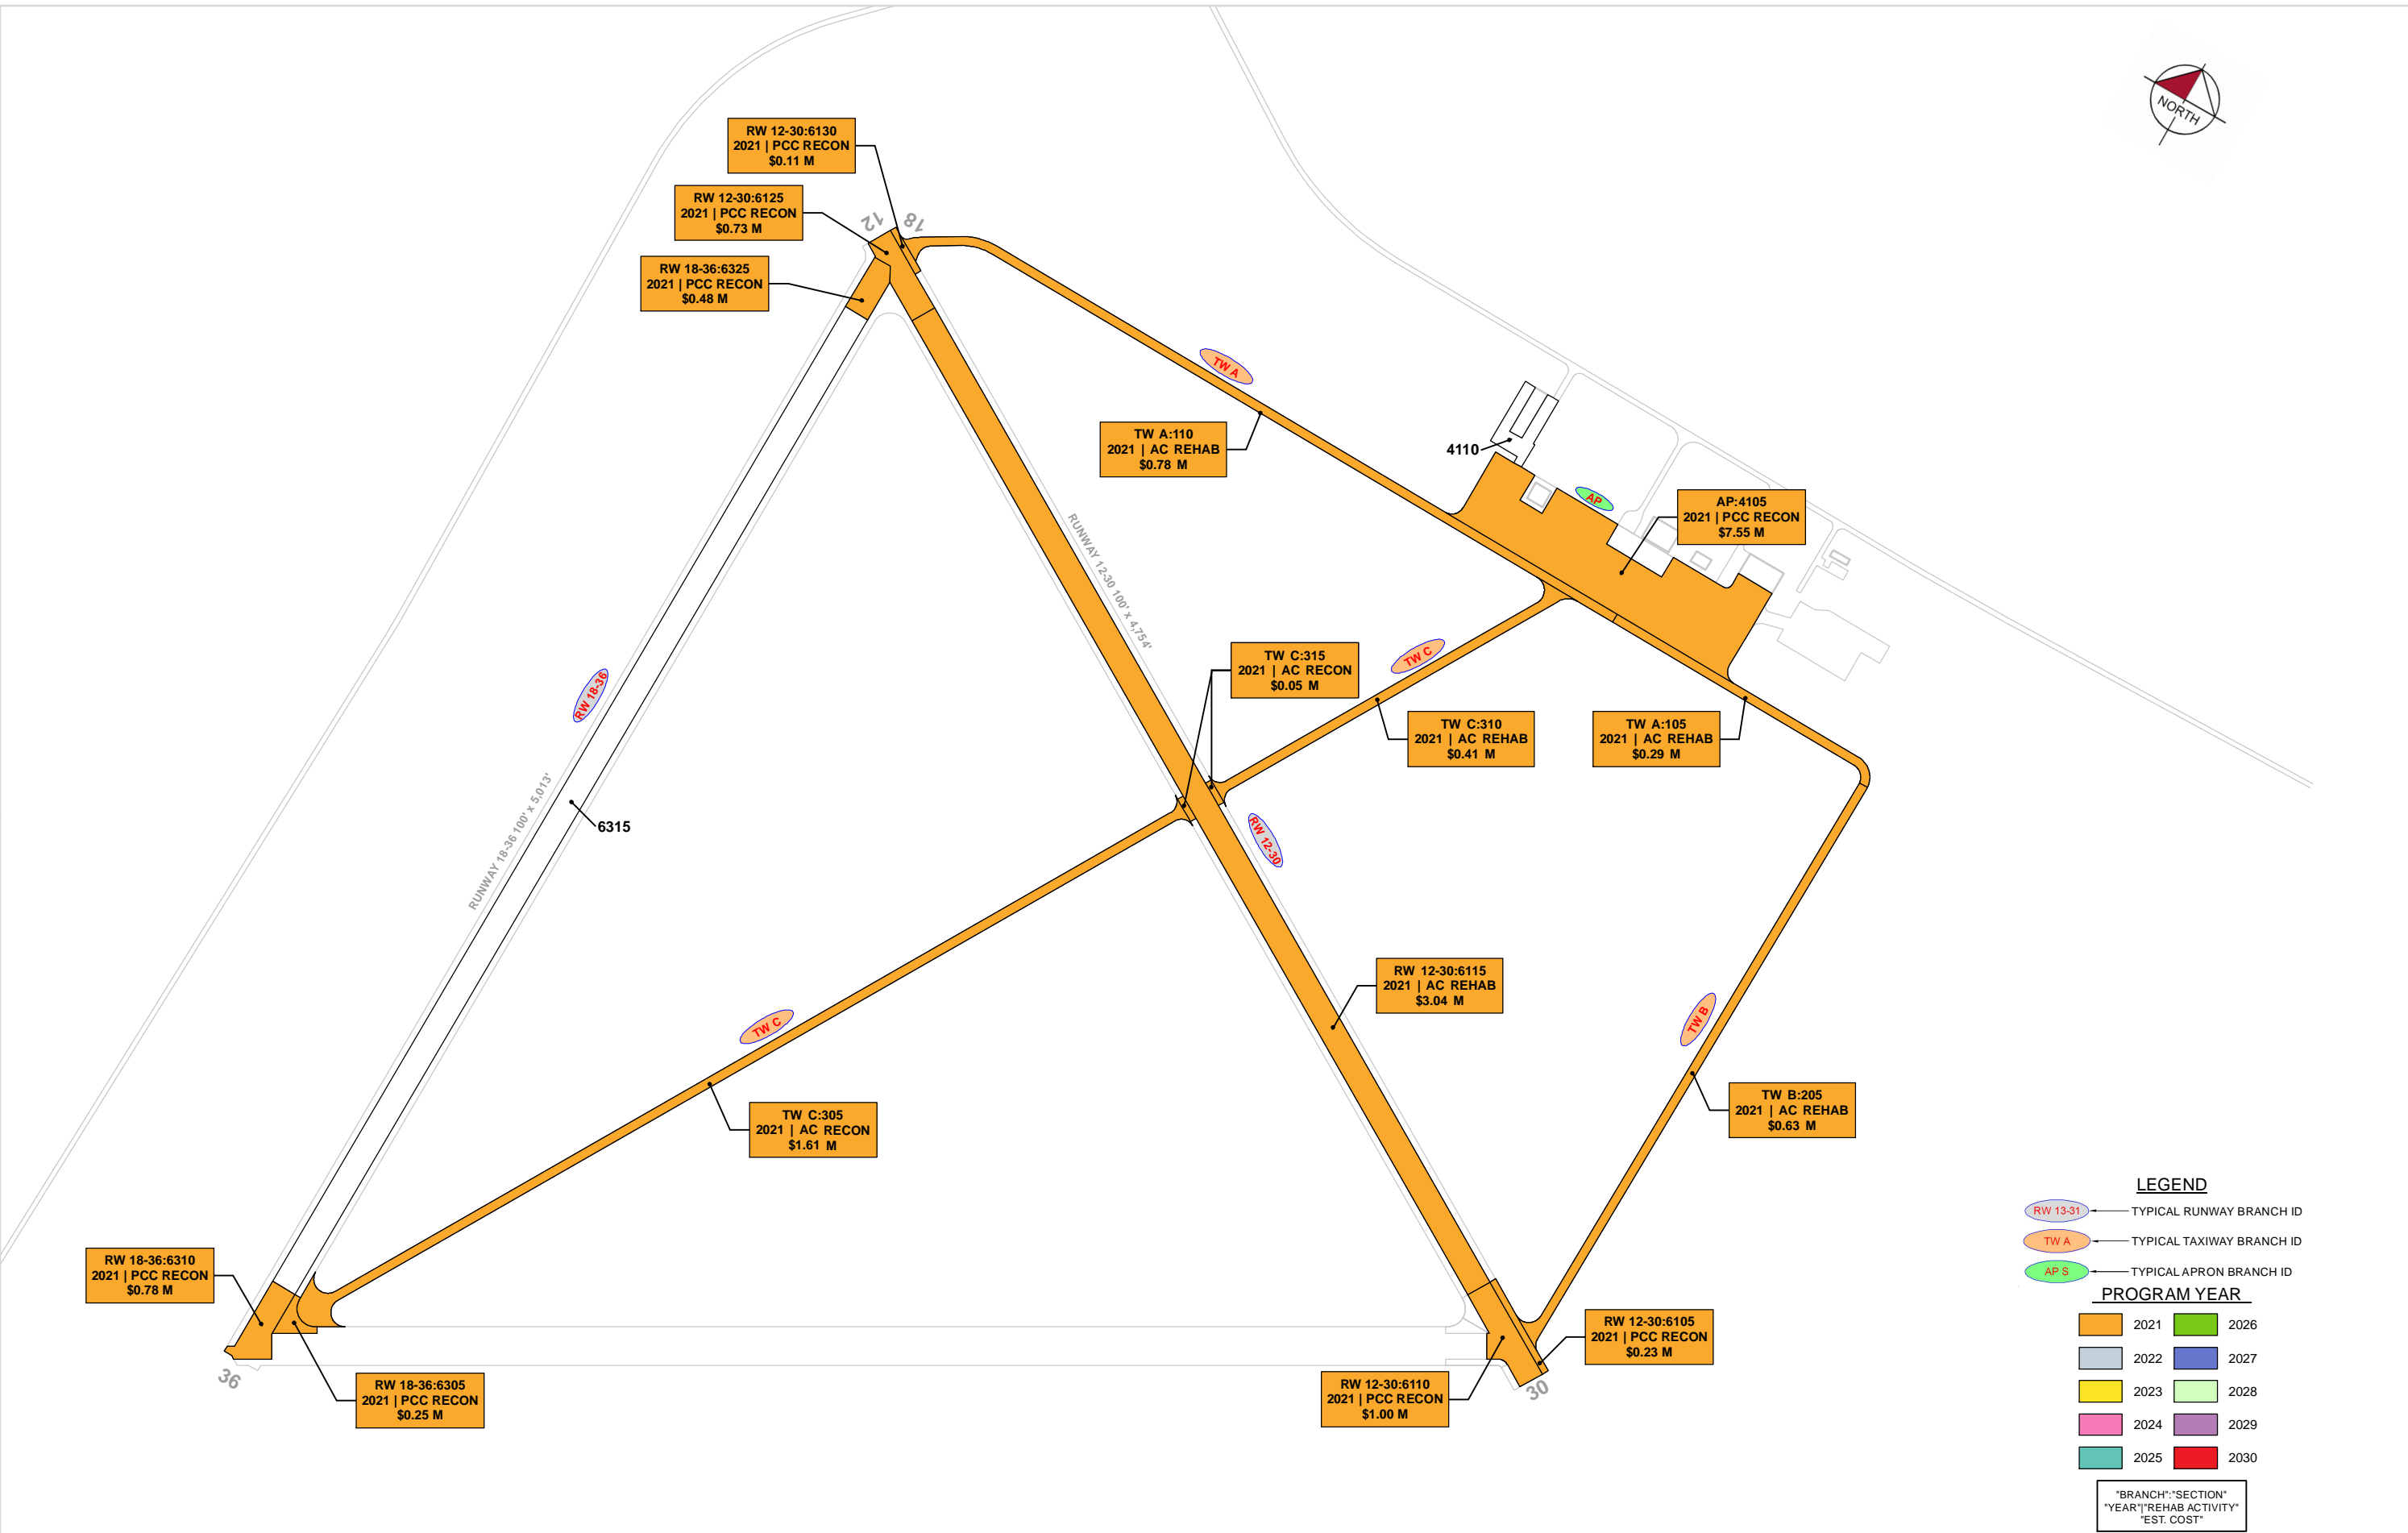 NORTH
RW 12-30:6130
2021 | PCC RECON
$0.11 M
RW 12-30:6125
2021 | PCC RECON
$0.73 M
12
18
RW 18-36:6325
2021 | PCC RECON
$0.48 M
TW A
TW A:110
2021 | AC REHAB
$0.78 M
4110
AP
AP:4105
2021 | PCC RECON
$7.55 M
RUNWAY 12-30 100' x 4,754'
TW C:315
2021 | AC RECON
$0.05 M
TW C
RW 18-36
TW C:310
2021 | AC REHAB
$0.41 M
TW A:105
2021 | AC REHAB
$0.29 M
RUNWAY 18-36 100' x 5,013'
6315
RW 12-30
RW 12-30:6115
2021 | AC REHAB
$3.04 M
TW C
TW B
TW C:305
2021 | AC RECON
$1.61 M
TW B:205
2021 | AC REHAB
$0.63 M
RW 18-36:6310
2021 | PCC RECON
$0.78 M
36
RW 18-36:6305
2021 | PCC RECON
$0.25 M
RW 12-30:6110
2021 | PCC RECON
$1.00 M
30
RW 12-30:6105
2021 | PCC RECON
$0.23 M
LEGEND
RW 13-31 TYPICAL RUNWAY BRANCH ID
TW A TYPICAL TAXIWAY BRANCH ID
AP S TYPICAL APRON BRANCH ID
PROGRAM YEAR
2021 2026
2022 2027
2023 2028
2024 2029
2025 2030
"BRANCH":"SECTION"
"YEAR"|"REHAB ACTIVITY"
"EST. COST"